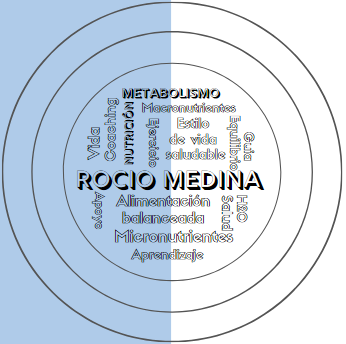 METABOLISMO
Macronutrientes
Vida
Coaching
NUTRICIÓN
Ejercicio
Estilo
de vida
saludable
Equilibrio
Guía
ROCIO MEDINA
Apoyo
Alimentación
balanceada
Salud
H2O
Micronutrientes
Aprendizaje